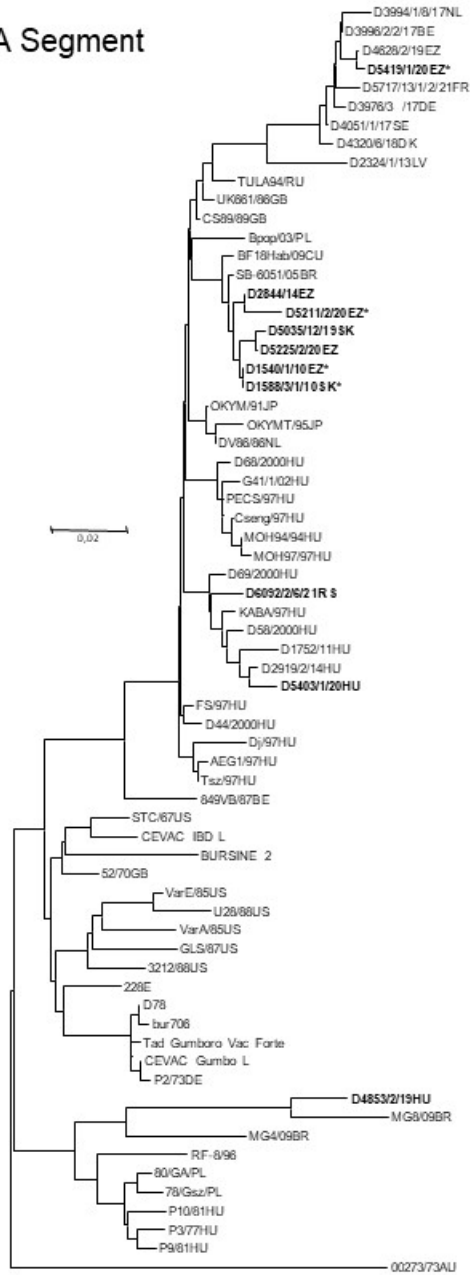 A Segment
D3994/1/8/17NL
D3996/2/2/17BE
D4628/2/19EZ
D5419/1/20EZ*
D5717/13/1/2/21FR
D3976/3 /17DE
D4051/1/17SE
D4320/6/18DK
D2324/1/13LV
TULA94/RU
UK661/86GB
CS89/89GB
Bpop/03/PL
BF18Hab/09CU
SB-6051/05BR
D2844/14EZ
D5211/2/20EZ*
D5035/12/19SK
D5225/2/20EZ
D1540/1/10EZ*
D1588/3/1/10SK*
OKYM/91JP
OKYMT/95JP
DV86/86NL
D68/2000HU
G41/1/02HU
PECS/97HU
Cseng/97HU
MOH94/94HU
MOH97/97HU
0,02
D69/2000HU
D6092/2/6/21RS
KABA/97HU
D58/2000HU
D1752/11HU
D2919/2/14HU
D5403/1/20HU
FS/97HU
D44/2000HU
Dj/97HU
AEG1/97HU
Tsz/97HU
849VB/87BE
STC/67US
CEVAC IBD L
BURSINE 2
52/70GB
VarE/85US
U28/88US
VarA/85US
GLS/87US
3212/88US
228E
D78
bur706
Tad Gumboro Vac Forte
CEVAC Gumbo L
P2/73DE
D4853/2/19HU
MG8/09BR
MG4/09BR
RF-8/96
80/GA/PL
78/Gsz/PL
P10/81HU
P3/77HU
P9/81HU
00273/73AU